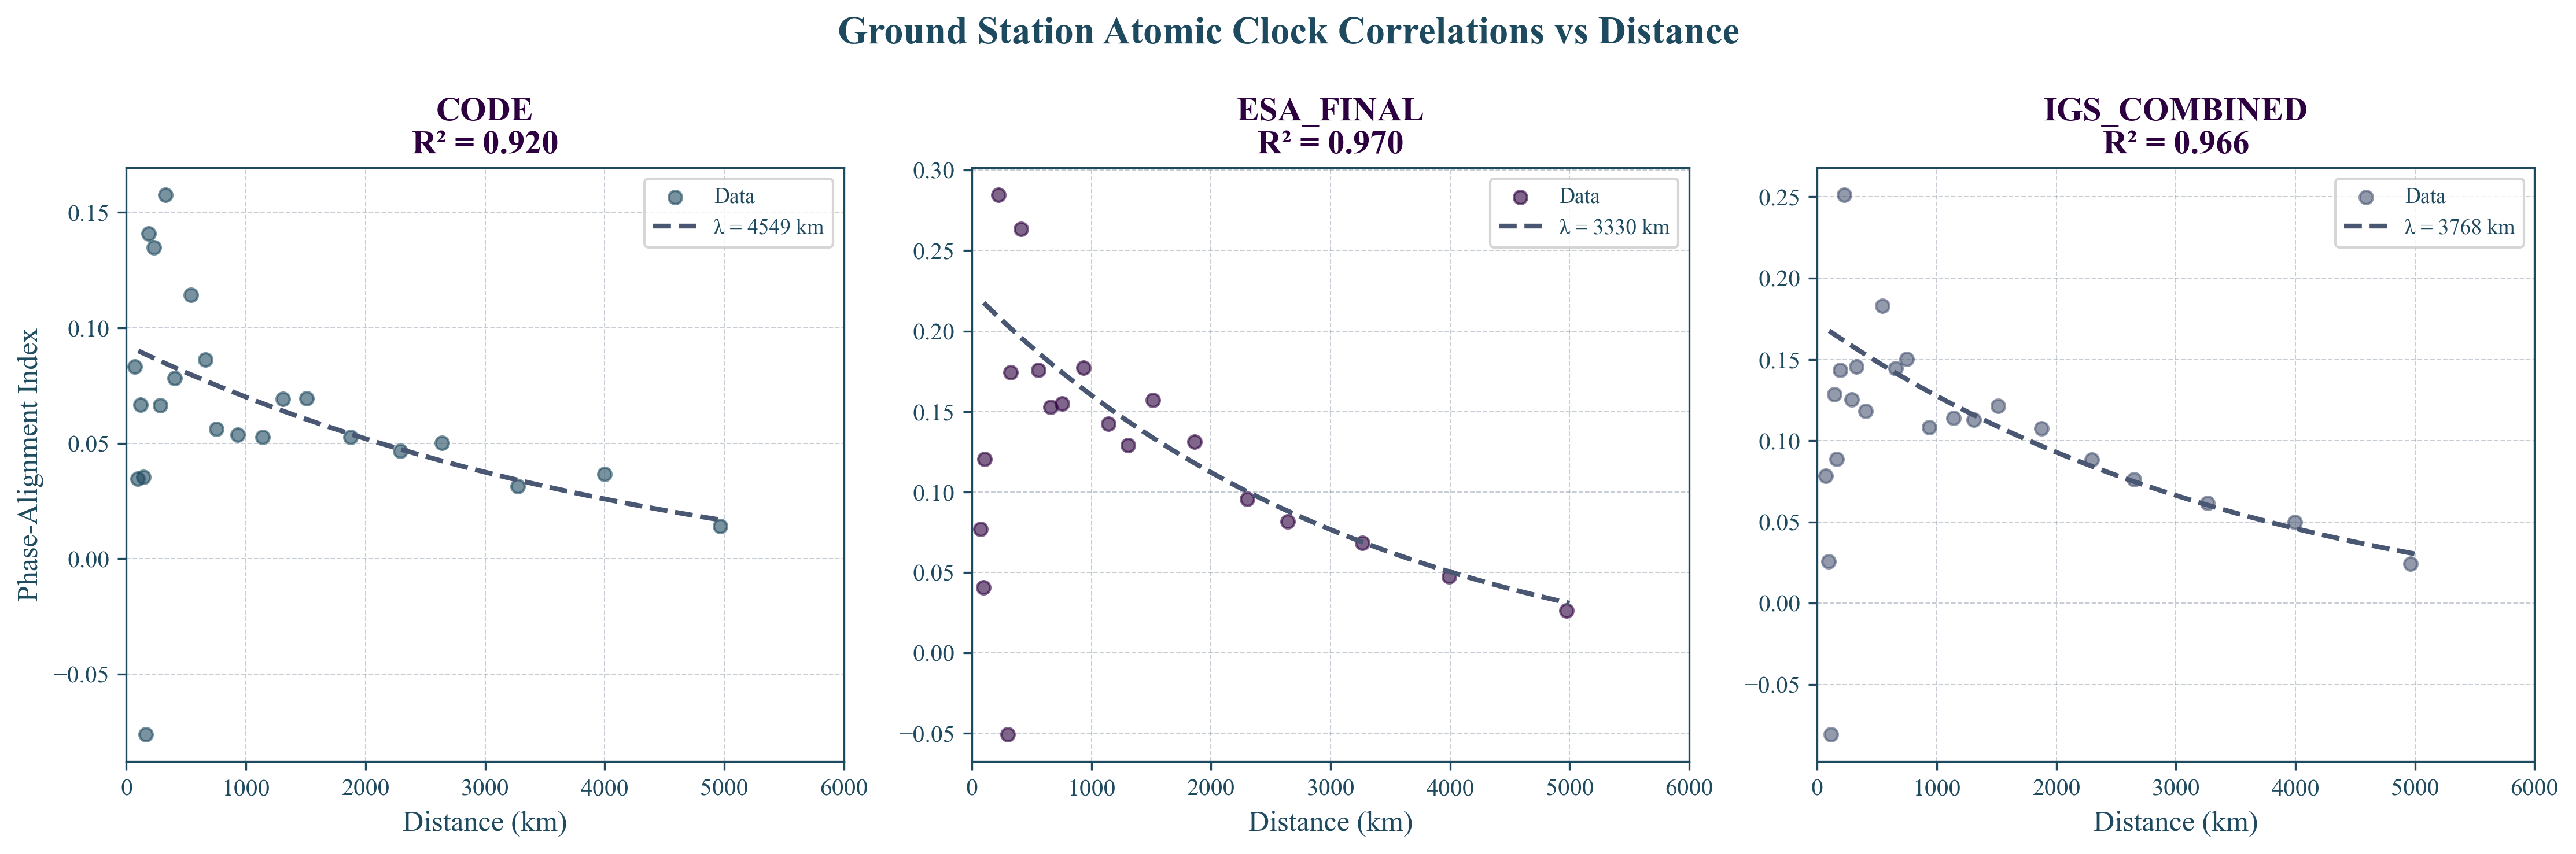 Ground Station Atomic Clock Correlations vs Distance
CODE
R² = 0.920
Data
λ = 4549 km
0.15
0.10
0.05
0.00
−0.05
Phase-Alignment Index
0 1000 2000 3000 4000 5000 6000
Distance (km)
ESA_FINAL
R² = 0.970
Data
λ = 3330 km
0.30
0.25
0.20
0.15
0.10
0.05
0.00
−0.05
0 1000 2000 3000 4000 5000 6000
Distance (km)
IGS_COMBINED
R² = 0.966
Data
λ = 3768 km
0.25
0.20
0.15
0.10
0.05
0.00
−0.05
0 1000 2000 3000 4000 5000 6000
Distance (km)